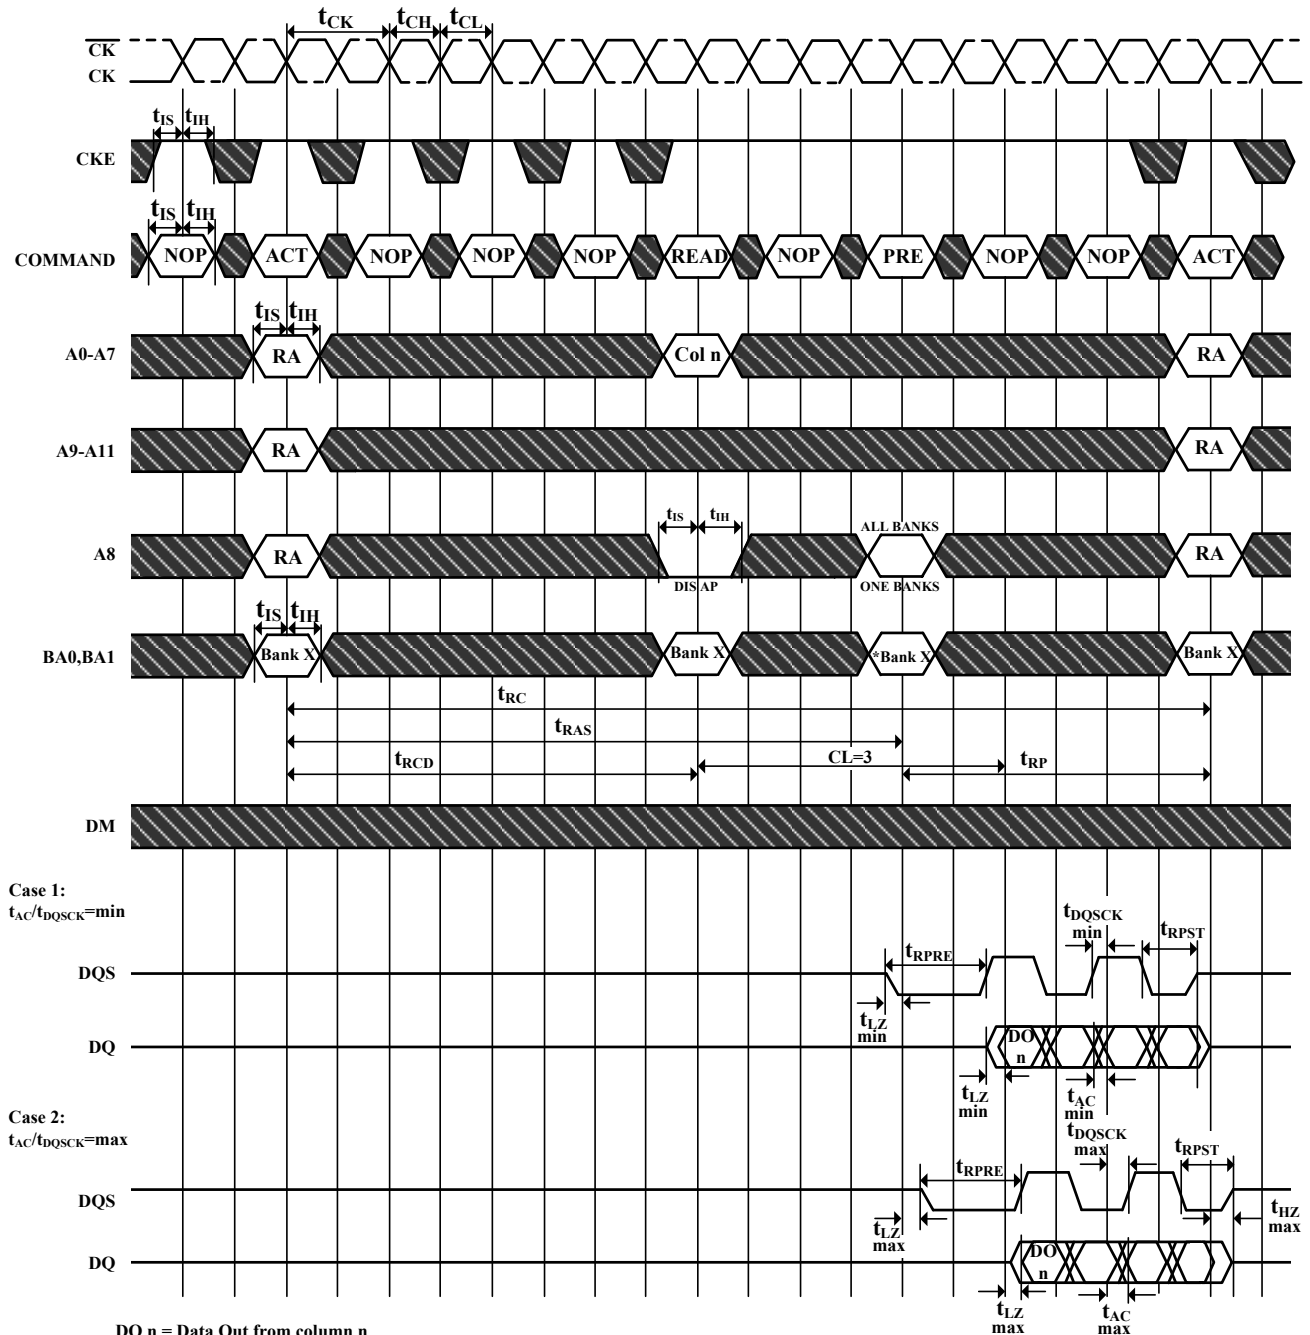 tCK tCH tCL
CK
CK
tIS tIH
CKE
tIS tIH
COMMAND NOP ACT NOP NOP NOP READ NOP PRE NOP NOP ACT
tIS tIH
A0-A7 RA Col n RA
A9-A11 RA RA
tIS tIH ALL BANKS
A8 RA RA
DIS AP ONE BANKS
tIS tIH
BA0,BA1 Bank X Bank X *Bank X Bank X
tRC
tRAS
tRCD CL=3 tRP
DM
Case 1:
tAC/tDQSCK=min
tDQSCK
min
tRPST
tRPRE
DQS
tLZ
min
DQ DO
n
tLZ
min
tAC
min
Case 2:
tAC/tDQSCK=max
tDQSCK
max
tRPST
tRPRE
DQS
tLZ
max
tHZ
max
DQ DO
n
tLZ
max
tAC
max
DO n = Data Out from column n